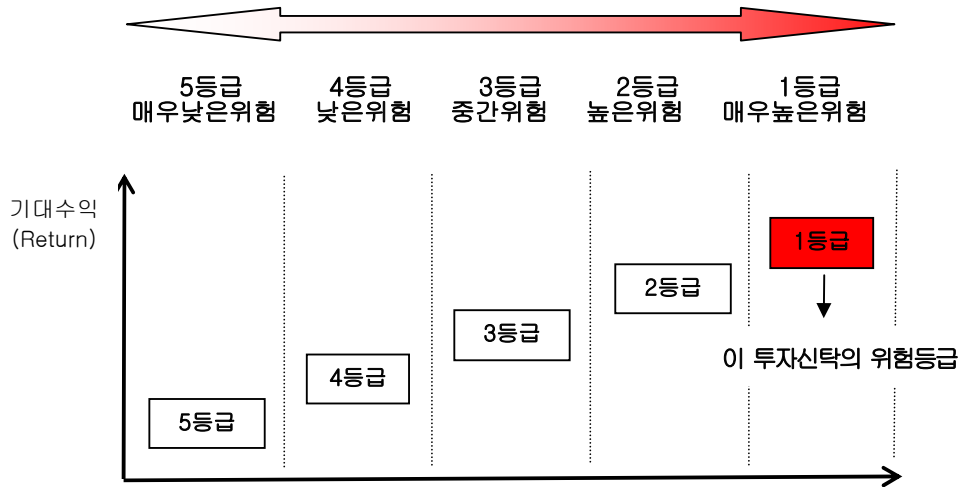 5등급 4등급 3등급 2등급 1등급
매우낮은위험 낮은위험 중간위험 높은위험 매우높은위험
기대수익
(Return)
1등급
2등급
3등급
이 투자신탁의 위험등급
4등급
5등급